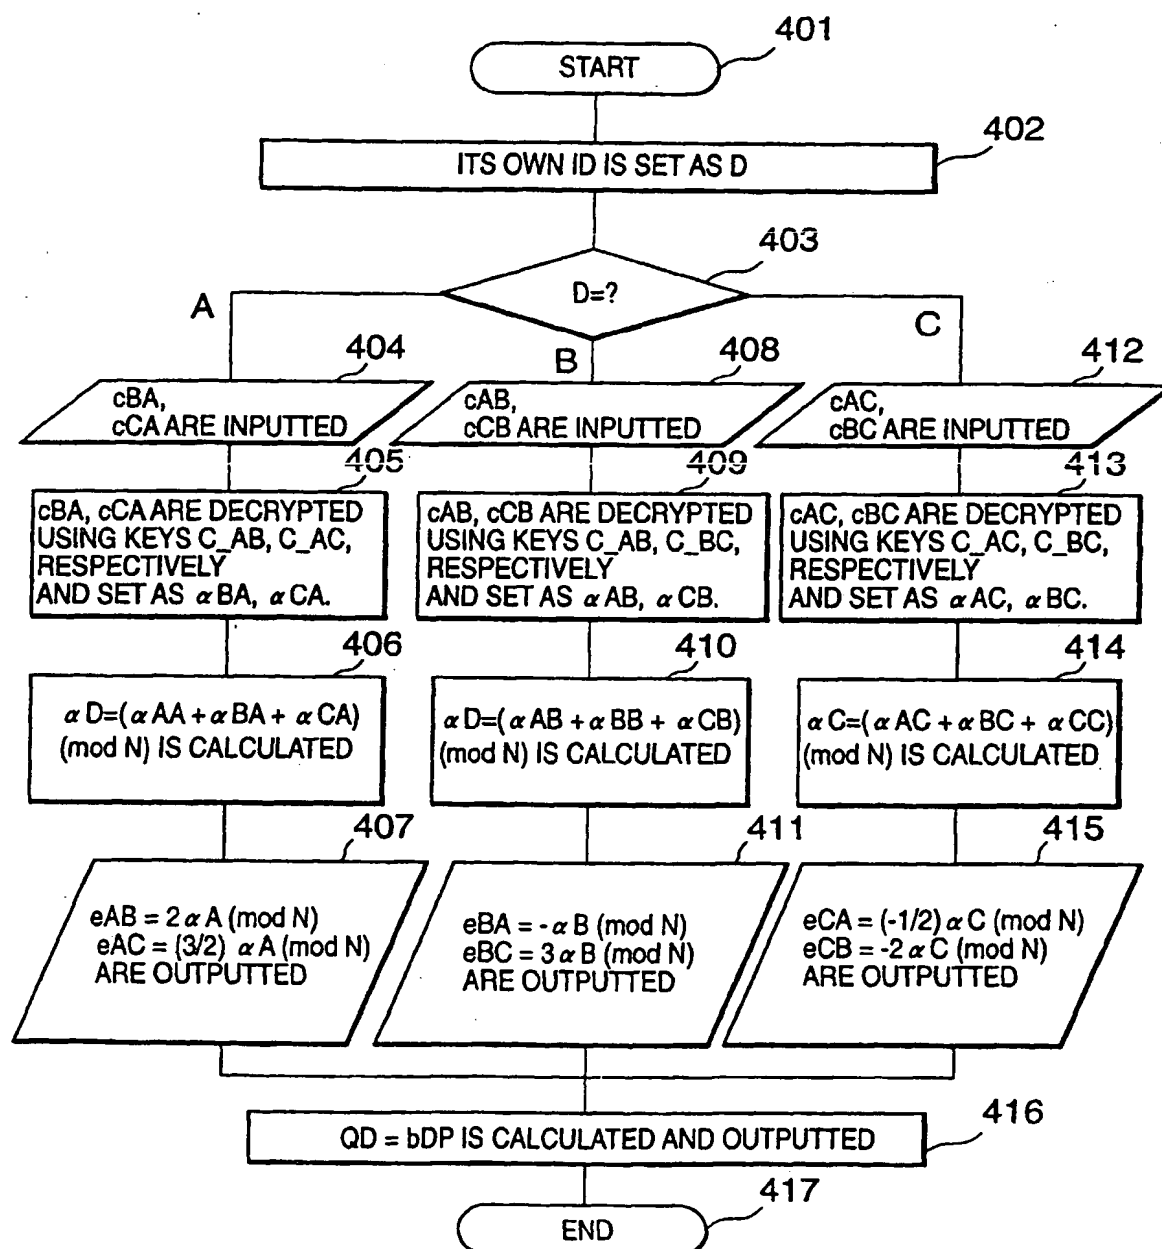 401
START
402
ITS OWN ID IS SET AS D
403
D=?
A
B
C
404
cBA,
cCA ARE INPUTTED
405
cBA, cCA ARE DECRYPTED
USING KEYS C_AB, C_AC,
RESPECTIVELY
AND SET AS αBA, αCA.
406
αD=(αAA+αBA+αCA)
(mod N) IS CALCULATED
407
eAB = 2αA (mod N)
eAC = (3/2) αA (mod N)
ARE OUTPUTTED
408
cAB,
cCB ARE INPUTTED
409
cAB, cCB ARE DECRYPTED
USING KEYS C_AB, C_BC,
RESPECTIVELY
AND SET AS αAB, αCB.
410
αD=(αAB+αBB+αCB)
(mod N) IS CALCULATED
411
eBA = -αB (mod N)
eBC = 3αB (mod N)
ARE OUTPUTTED
412
cAC,
cBC ARE INPUTTED
413
cAC, cBC ARE DECRYPTED
USING KEYS C_AC, C_BC,
RESPECTIVELY
AND SET AS αAC, αBC.
414
αC=(αAC+αBC+αCC)
(mod N) IS CALCULATED
415
eCA = (-1/2) αC (mod N)
eCB = -2αC (mod N)
ARE OUTPUTTED
416
QD = bDP IS CALCULATED AND OUTPUTTED
417
END